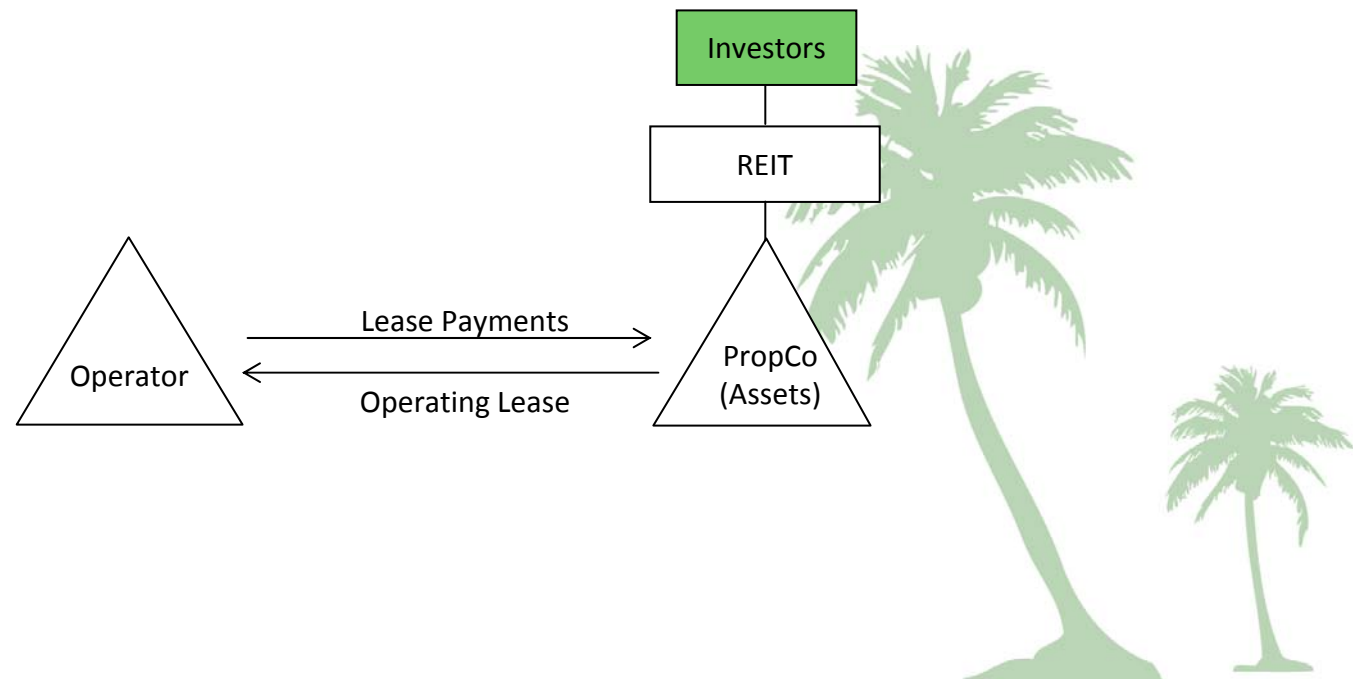 Investors
REIT
Lease Payments
Operator
PropCo
(Assets)
Operating Lease